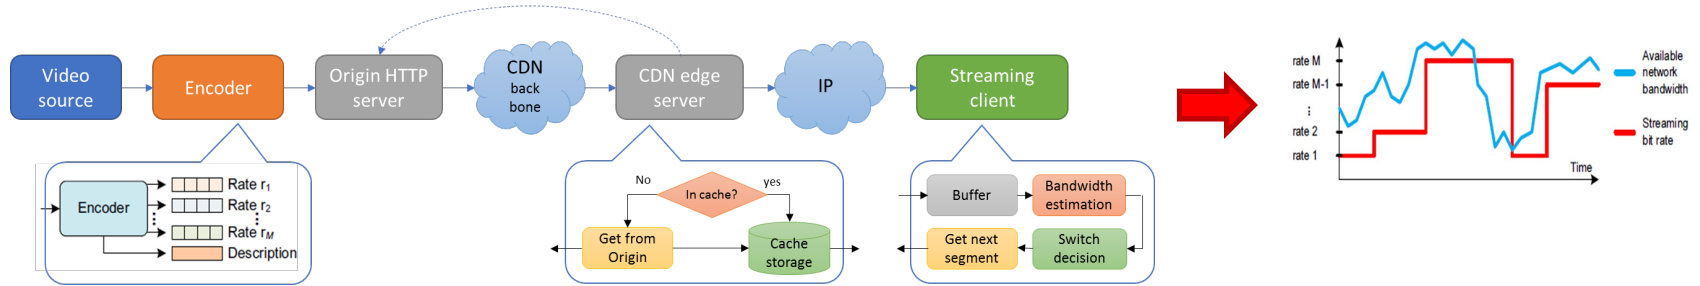 Video
source
Encoder
Origin HTTP
server
CDN
back
bone
CDN edge
server
IP
Streaming
client
Encoder
Rate r1
Rate r2
Rate rM
Description
No
yes
In cache?
Get from
Origin
Cache
storage
Buffer
Bandwidth
estimation
Get next
segment
Switch
decision
rate M
rate M-1
⋮
rate 2
rate 1
Time
Available
network
bandwidth
Streaming
bit rate